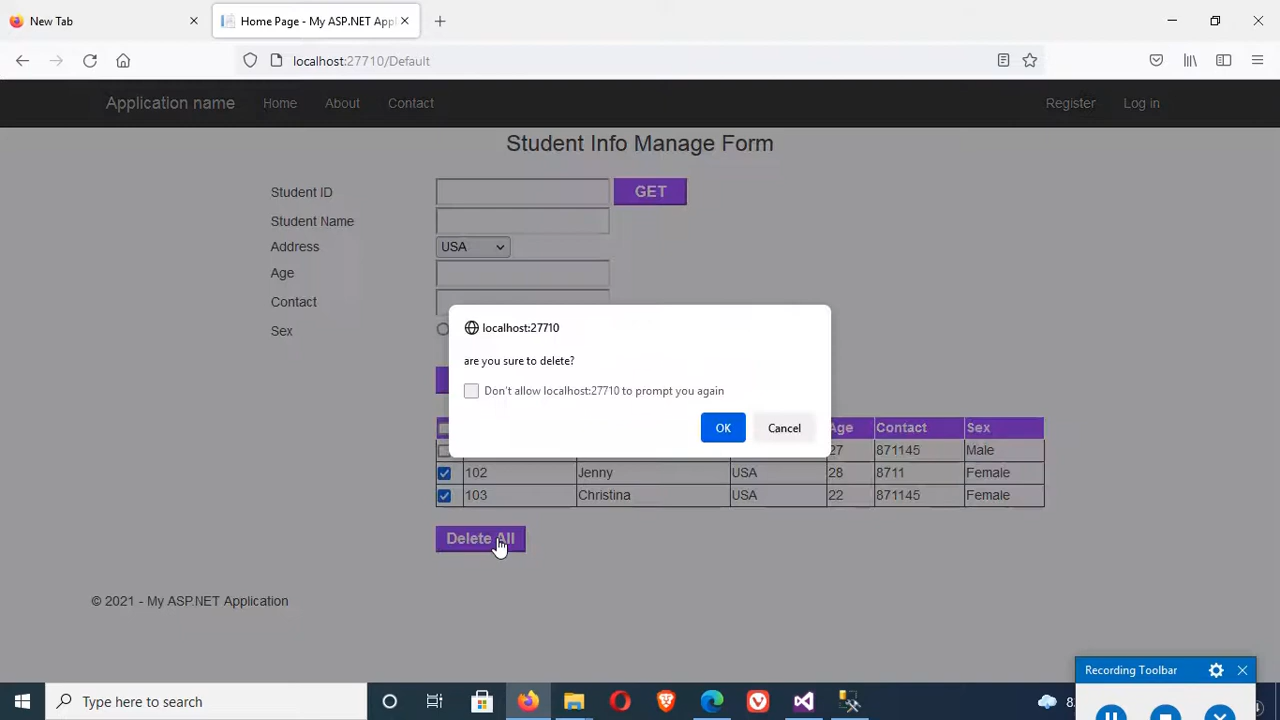 New Tab
Home Page - My ASP.NET Appl
localhost:27710/Default
Application name Home About Contact Register Log in
Student Info Manage Form
Student ID GET
Student Name
Address USA
Age
Contact
Sex
localhost:27710
are you sure to delete?
Don't allow localhost:27710 to prompt you again
OK Cancel
Age Contact Sex
27 871145 Male
102 Jenny USA 28 8711 Female
103 Christina USA 22 871145 Female
Delete All
© 2021 - My ASP.NET Application
Recording Toolbar
Type here to search
8